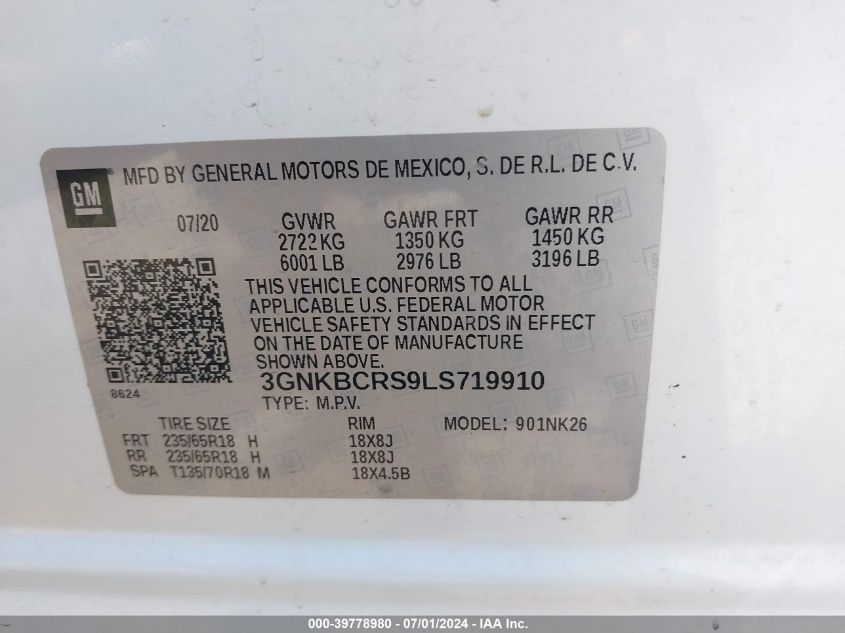 GM ® MFD BY GENERAL MOTORS DE MEXICO, S. DE R.L. DE C.V.
07/20 GVWR GAWR FRT GAWR RR
2722 KG 1350 KG 1450 KG
6001 LB 2976 LB 3196 LB
THIS VEHICLE CONFORMS TO ALL
APPLICABLE U.S. FEDERAL MOTOR
VEHICLE SAFETY STANDARDS IN EFFECT
ON THE DATE OF MANUFACTURE
SHOWN ABOVE.
3GNKBCRS9LS719910
8624
TYPE: M.P.V.
TIRE SIZE RIM MODEL: 901NK26
FRT 235/65R18 H 18X8J
RR 235/65R18 H 18X8J
SPA T135/70R18 M 18X4.5B
000-39778980 - 07/01/2024 - IAAI.com.